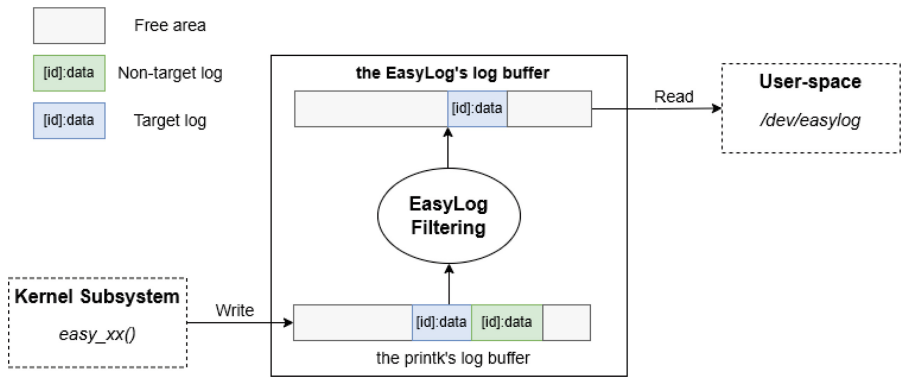 Free area
[id]:data Non-target log
[id]:data Target log
the EasyLog's log buffer
[id]:data
Read
User-space
/dev/easylog
EasyLog
Filtering
Kernel Subsystem
easy_xx()
Write
[id]:data [id]:data
the printk's log buffer